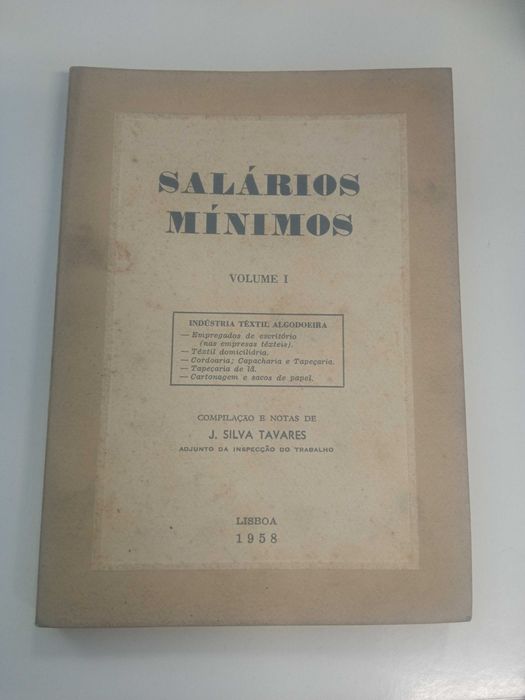 SALÁRIOS
MÍNIMOS
VOLUME I
INDÚSTRIA TÊXTIL ALGODOEIRA
— Empregados de escritório
(nas empresas têxteis).
— Têxtil domiciliária.
— Cordoaria; Capacharia e Tapeçaria.
— Tapeçaria de lã.
— Cartonagem e sacos de papel.
COMPILAÇÃO E NOTAS DE
J. SILVA TAVARES
ADJUNTO DA INSPECÇÃO DO TRABALHO
LISBOA
1958